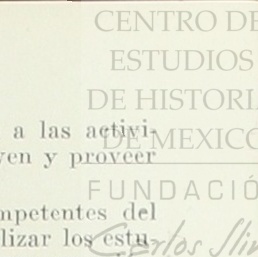 CENTRO DE
ESTUDIOS
DE HISTORI
DE MEXICO
FUNDACIÓ
Carlos Slim
a las activi-
yen y proveer
mpetentes del
lizar los estu-